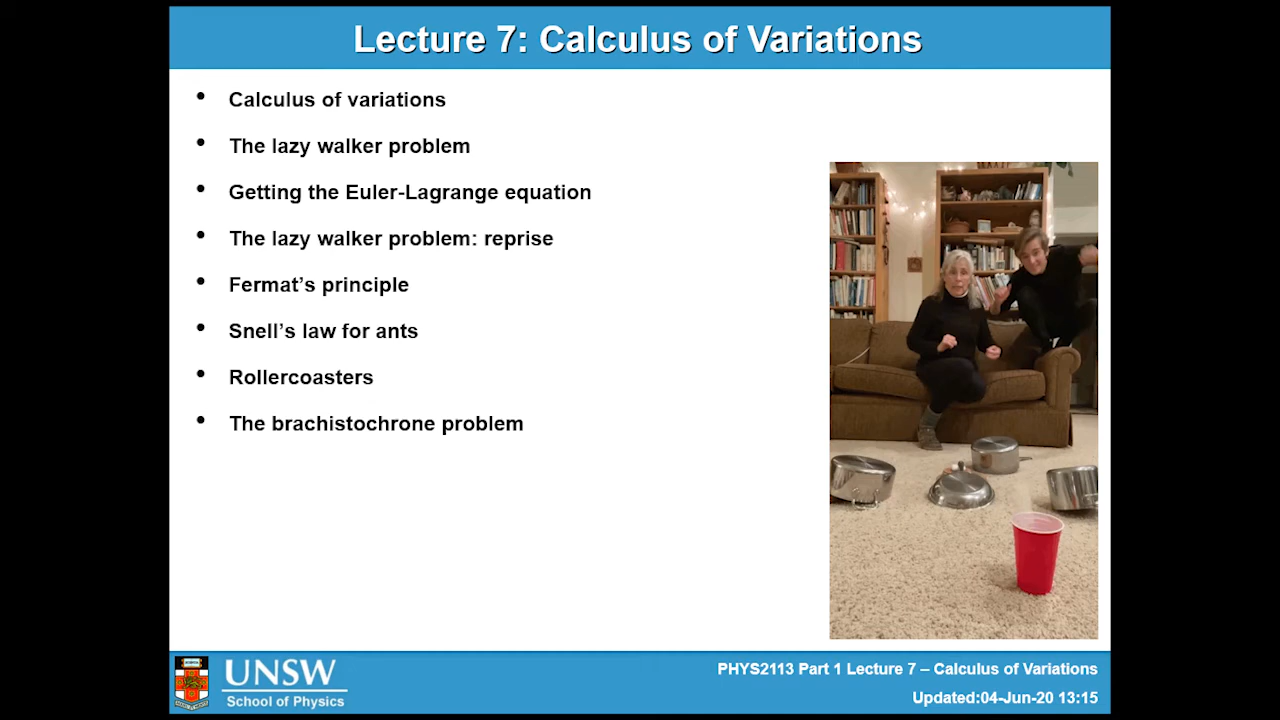 Lecture 7: Calculus of Variations
• Calculus of variations
• The lazy walker problem
• Getting the Euler-Lagrange equation
• The lazy walker problem: reprise
• Fermat’s principle
• Snell’s law for ants
• Rollercoasters
• The brachistochrone problem
UNSW
School of Physics
PHYS2113 Part 1 Lecture 7 – Calculus of Variations
Updated:04-Jun-20 13:15